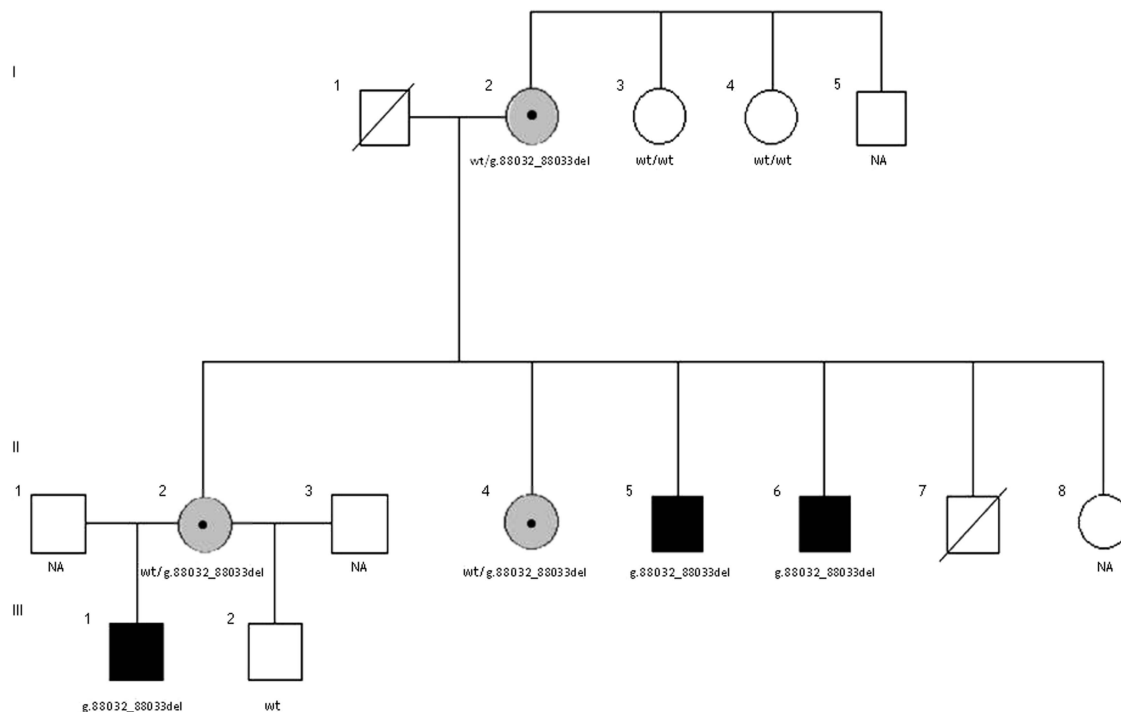 I
1 2 3 4 5
wt/g.88032_88033del wt/wt wt/wt NA
II
1 2 3 4 5 6 7 8
NA wt/g.88032_88033del NA wt/g.88032_88033del g.88032_88033del g.88032_88033del NA
III
1 2
g.88032_88033del wt